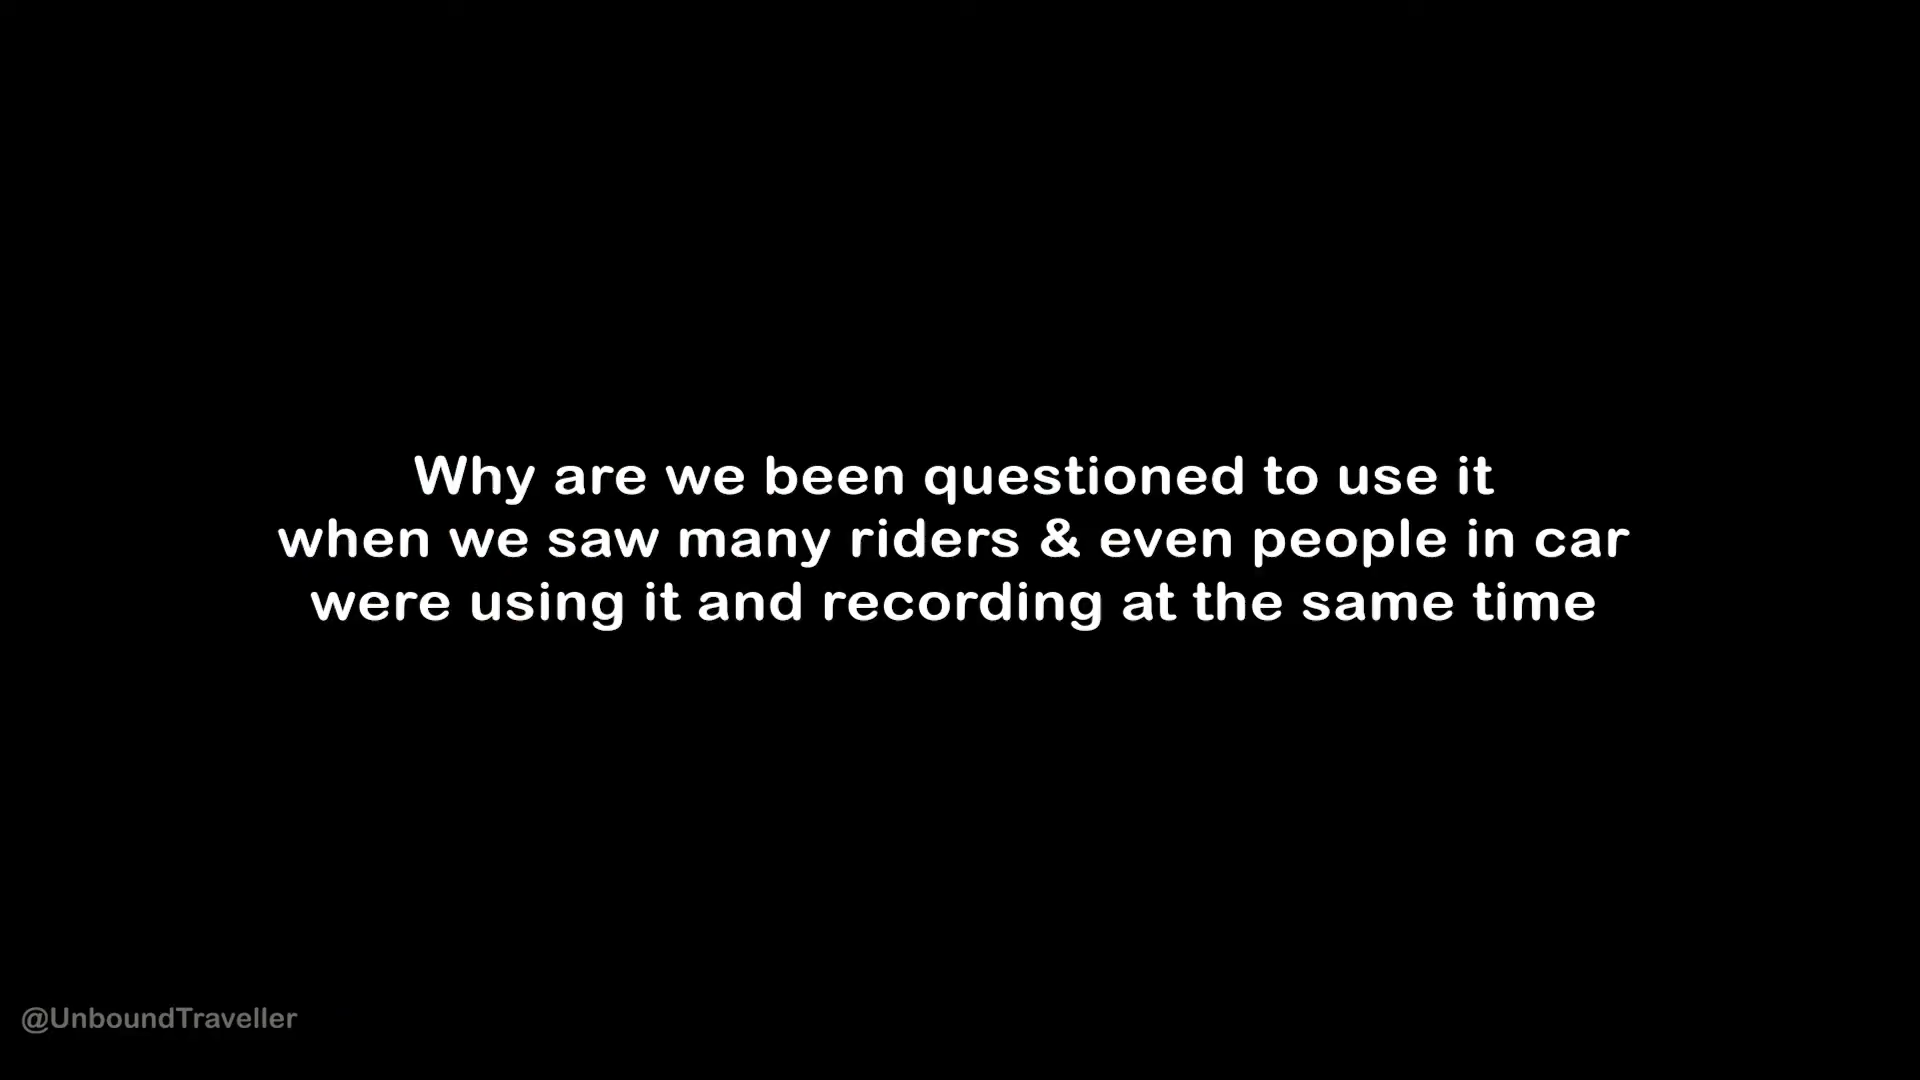 Why are we been questioned to use it
when we saw many riders & even people in car
were using it and recording at the same time
@UnboundTraveller